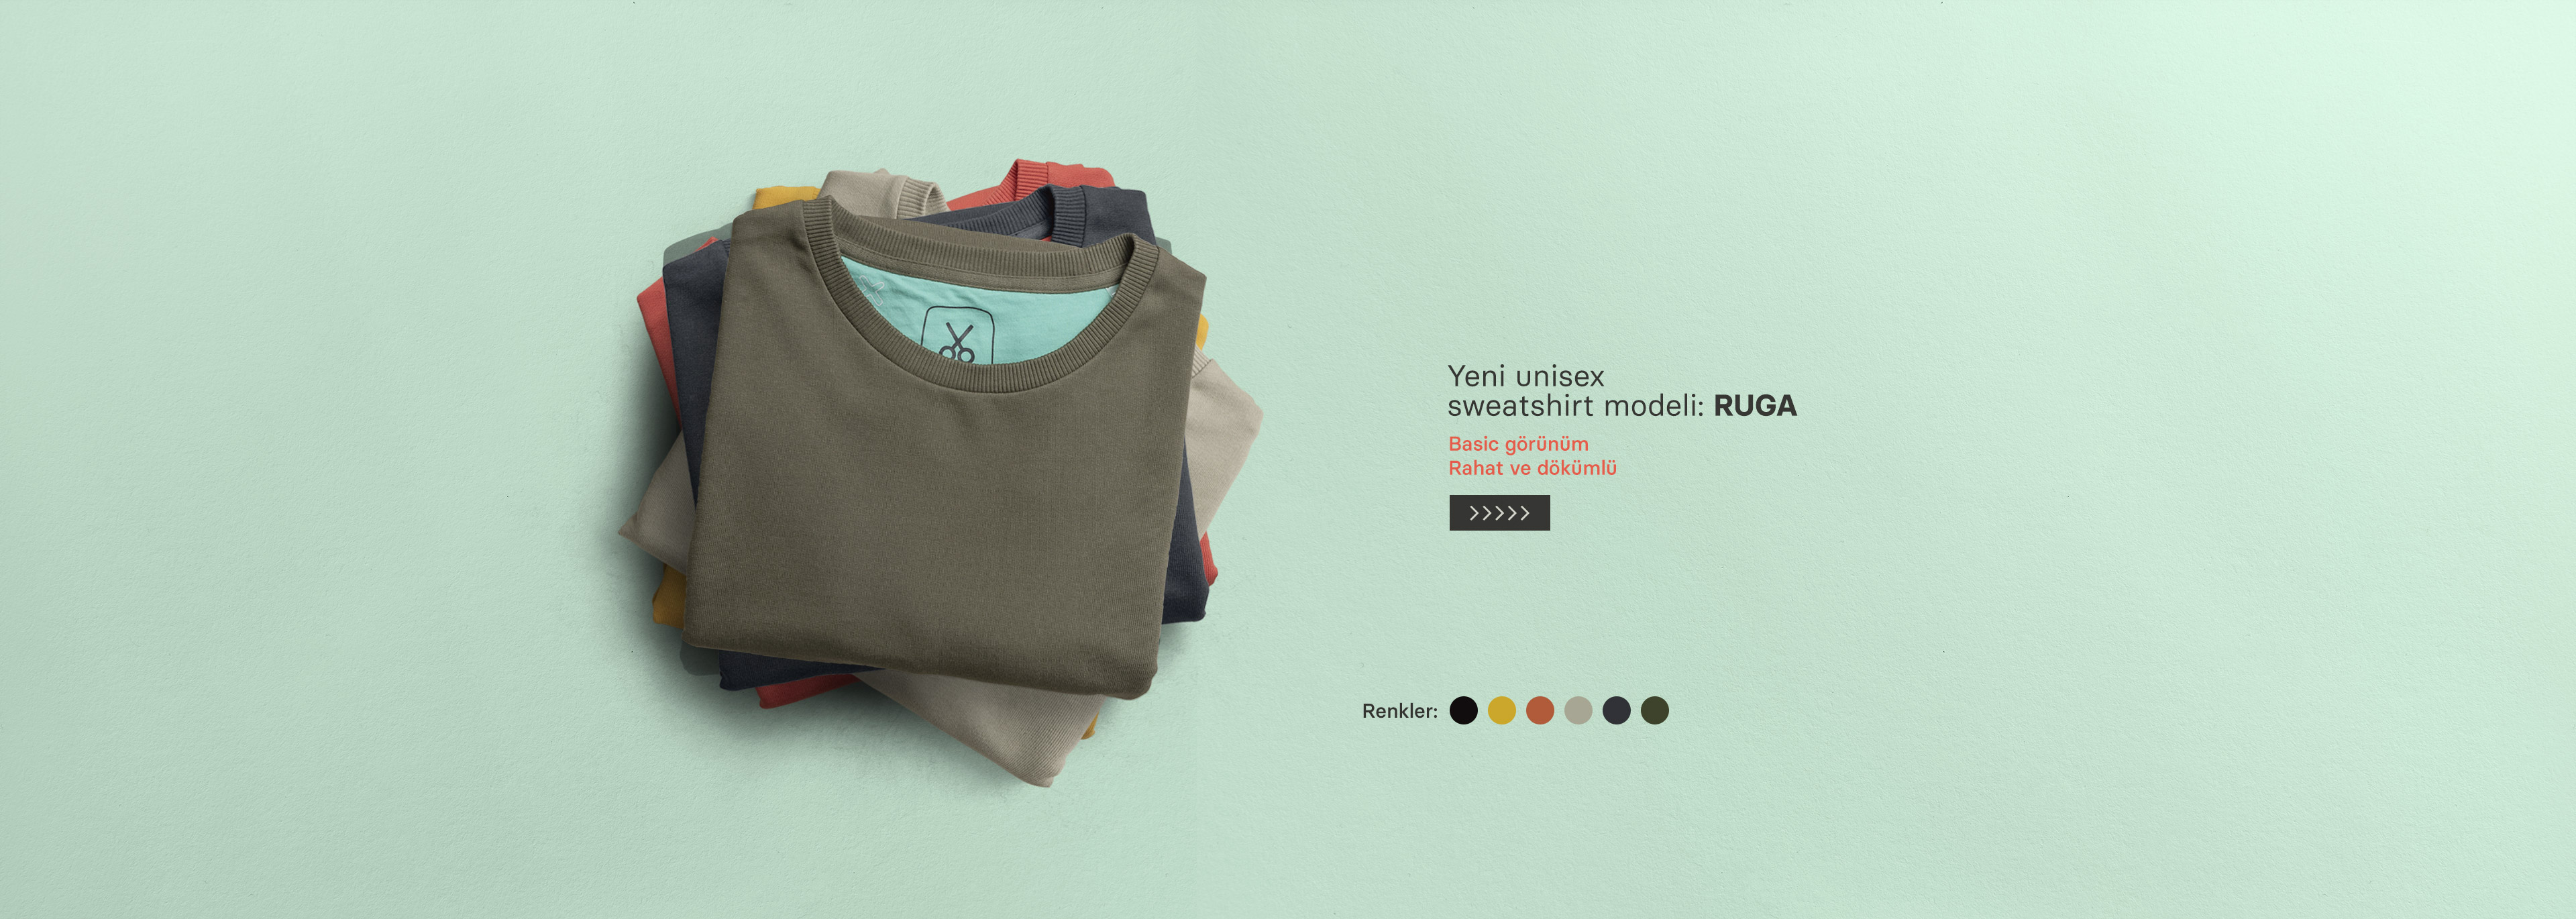 Yeni unisex
sweatshirt modeli: RUGA
Basic görünüm
Rahat ve dökümlü
>>>>>
Renkler: